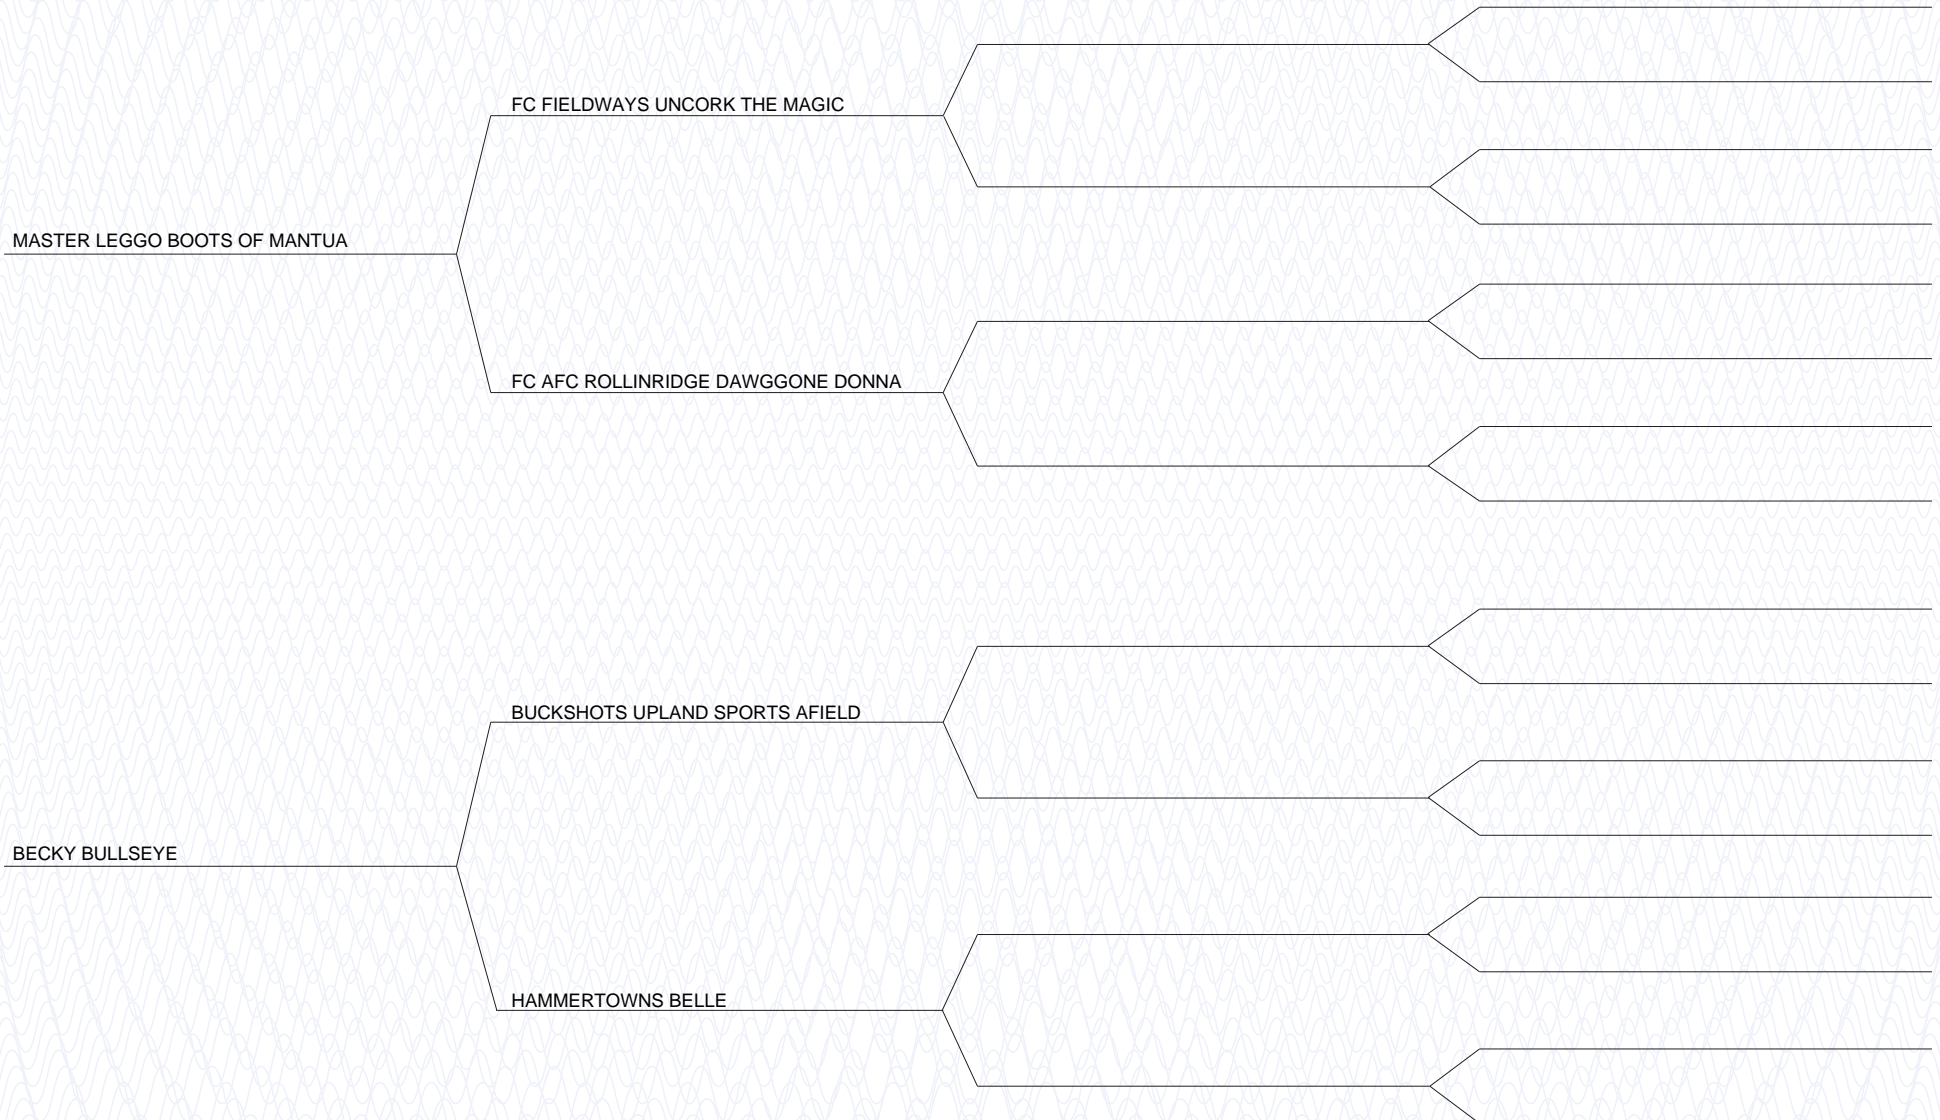 FC FIELDWAYS UNCORK THE MAGIC
MASTER LEGGO BOOTS OF MANTUA
FC AFC ROLLINRIDGE DAWGGONE DONNA
BUCKSHOTS UPLAND SPORTS AFIELD
BECKY BULLSEYE
HAMMERTOWNS BELLE